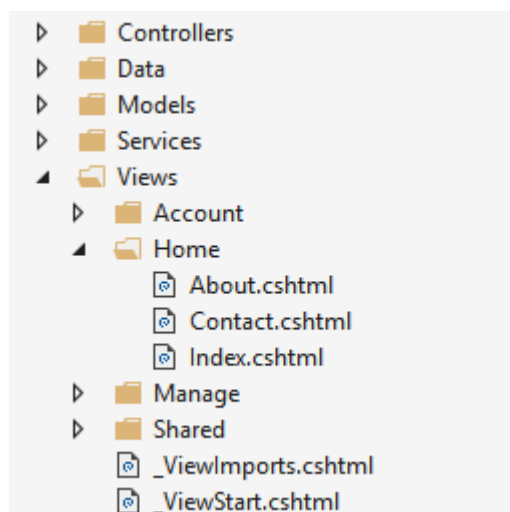 Controllers
Data
Models
Services
Views
Account
Home
About.cshtml
Contact.cshtml
Index.cshtml
Manage
Shared
_ViewImports.cshtml
_ViewStart.cshtml